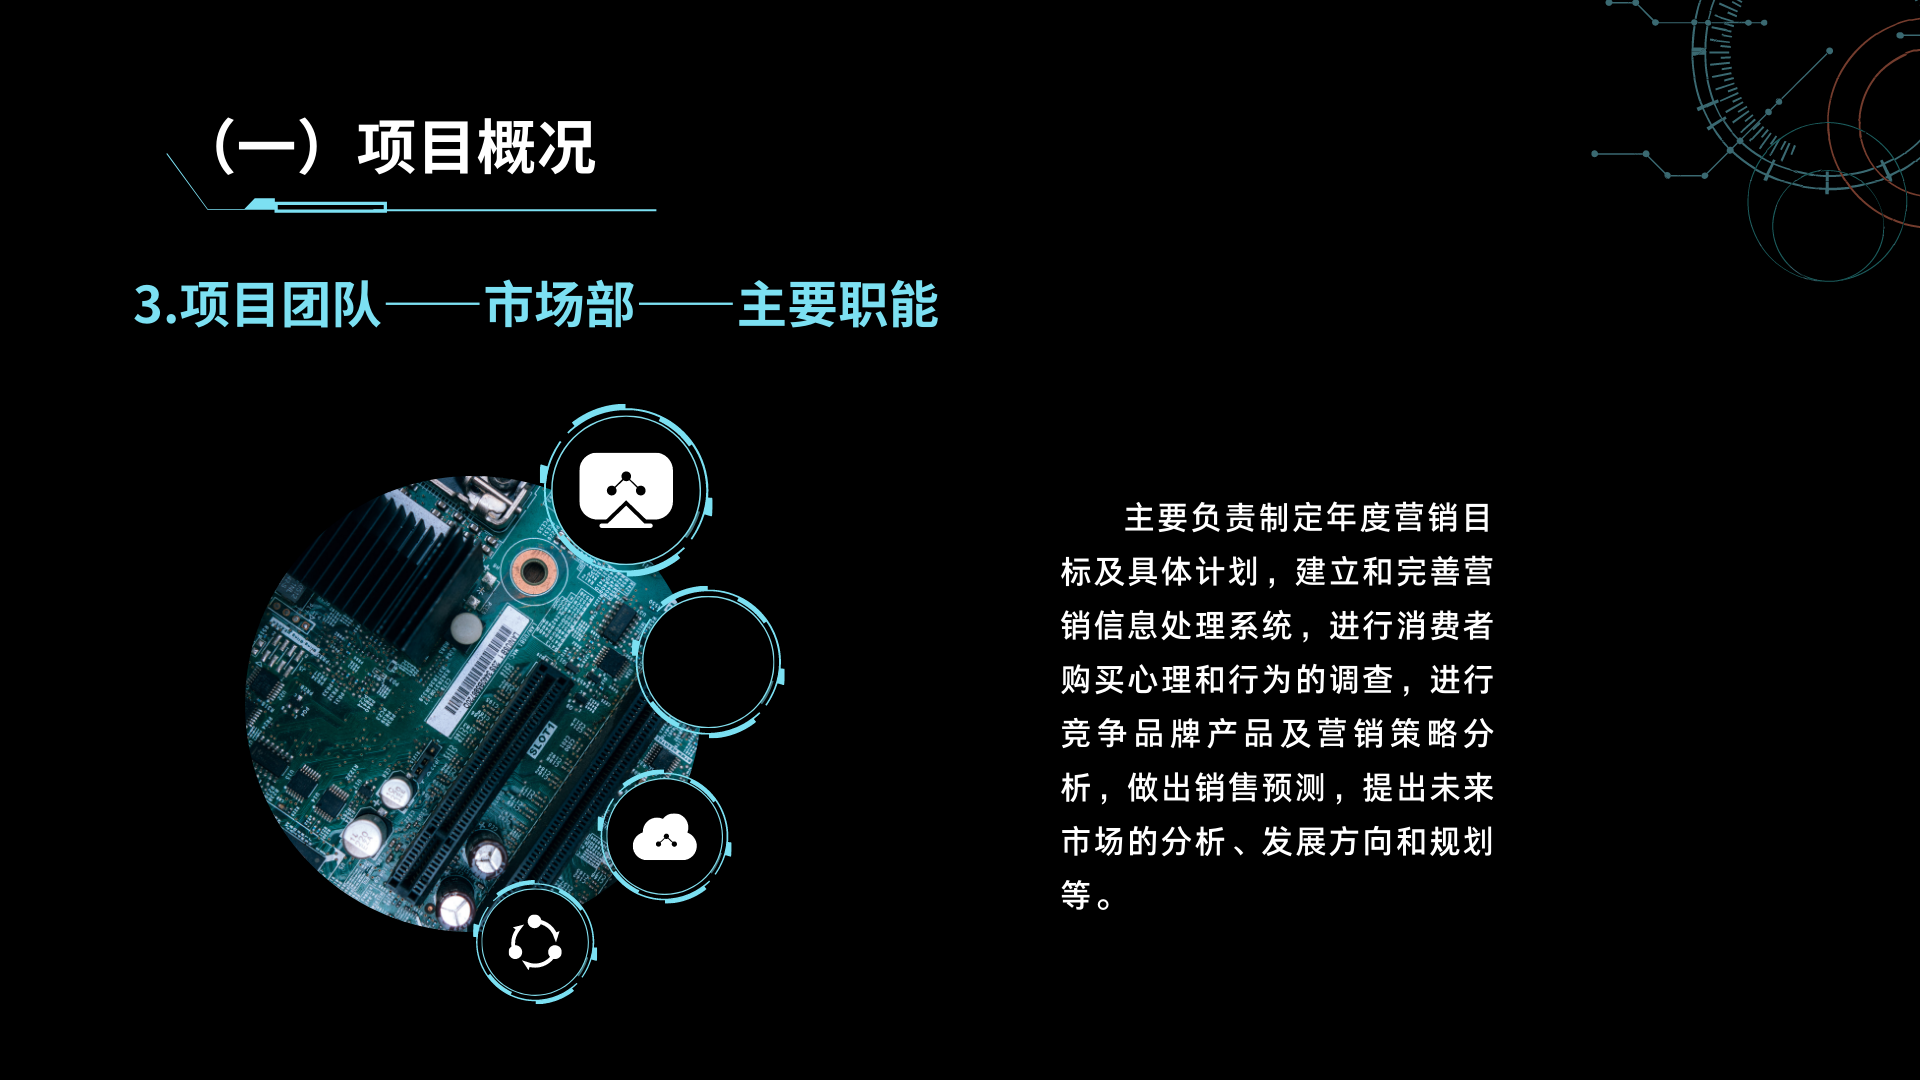 （一）项目概况
3.项目团队——市场部——主要职能
主要负责制定年度营销目
标及具体计划，建立和完善营
销信息处理系统，进行消费者
购买心理和行为的调查，进行
竞争品牌产品及营销策略分
析，做出销售预测，提出未来
市场的分析、发展方向和规划
等。
SLOT1